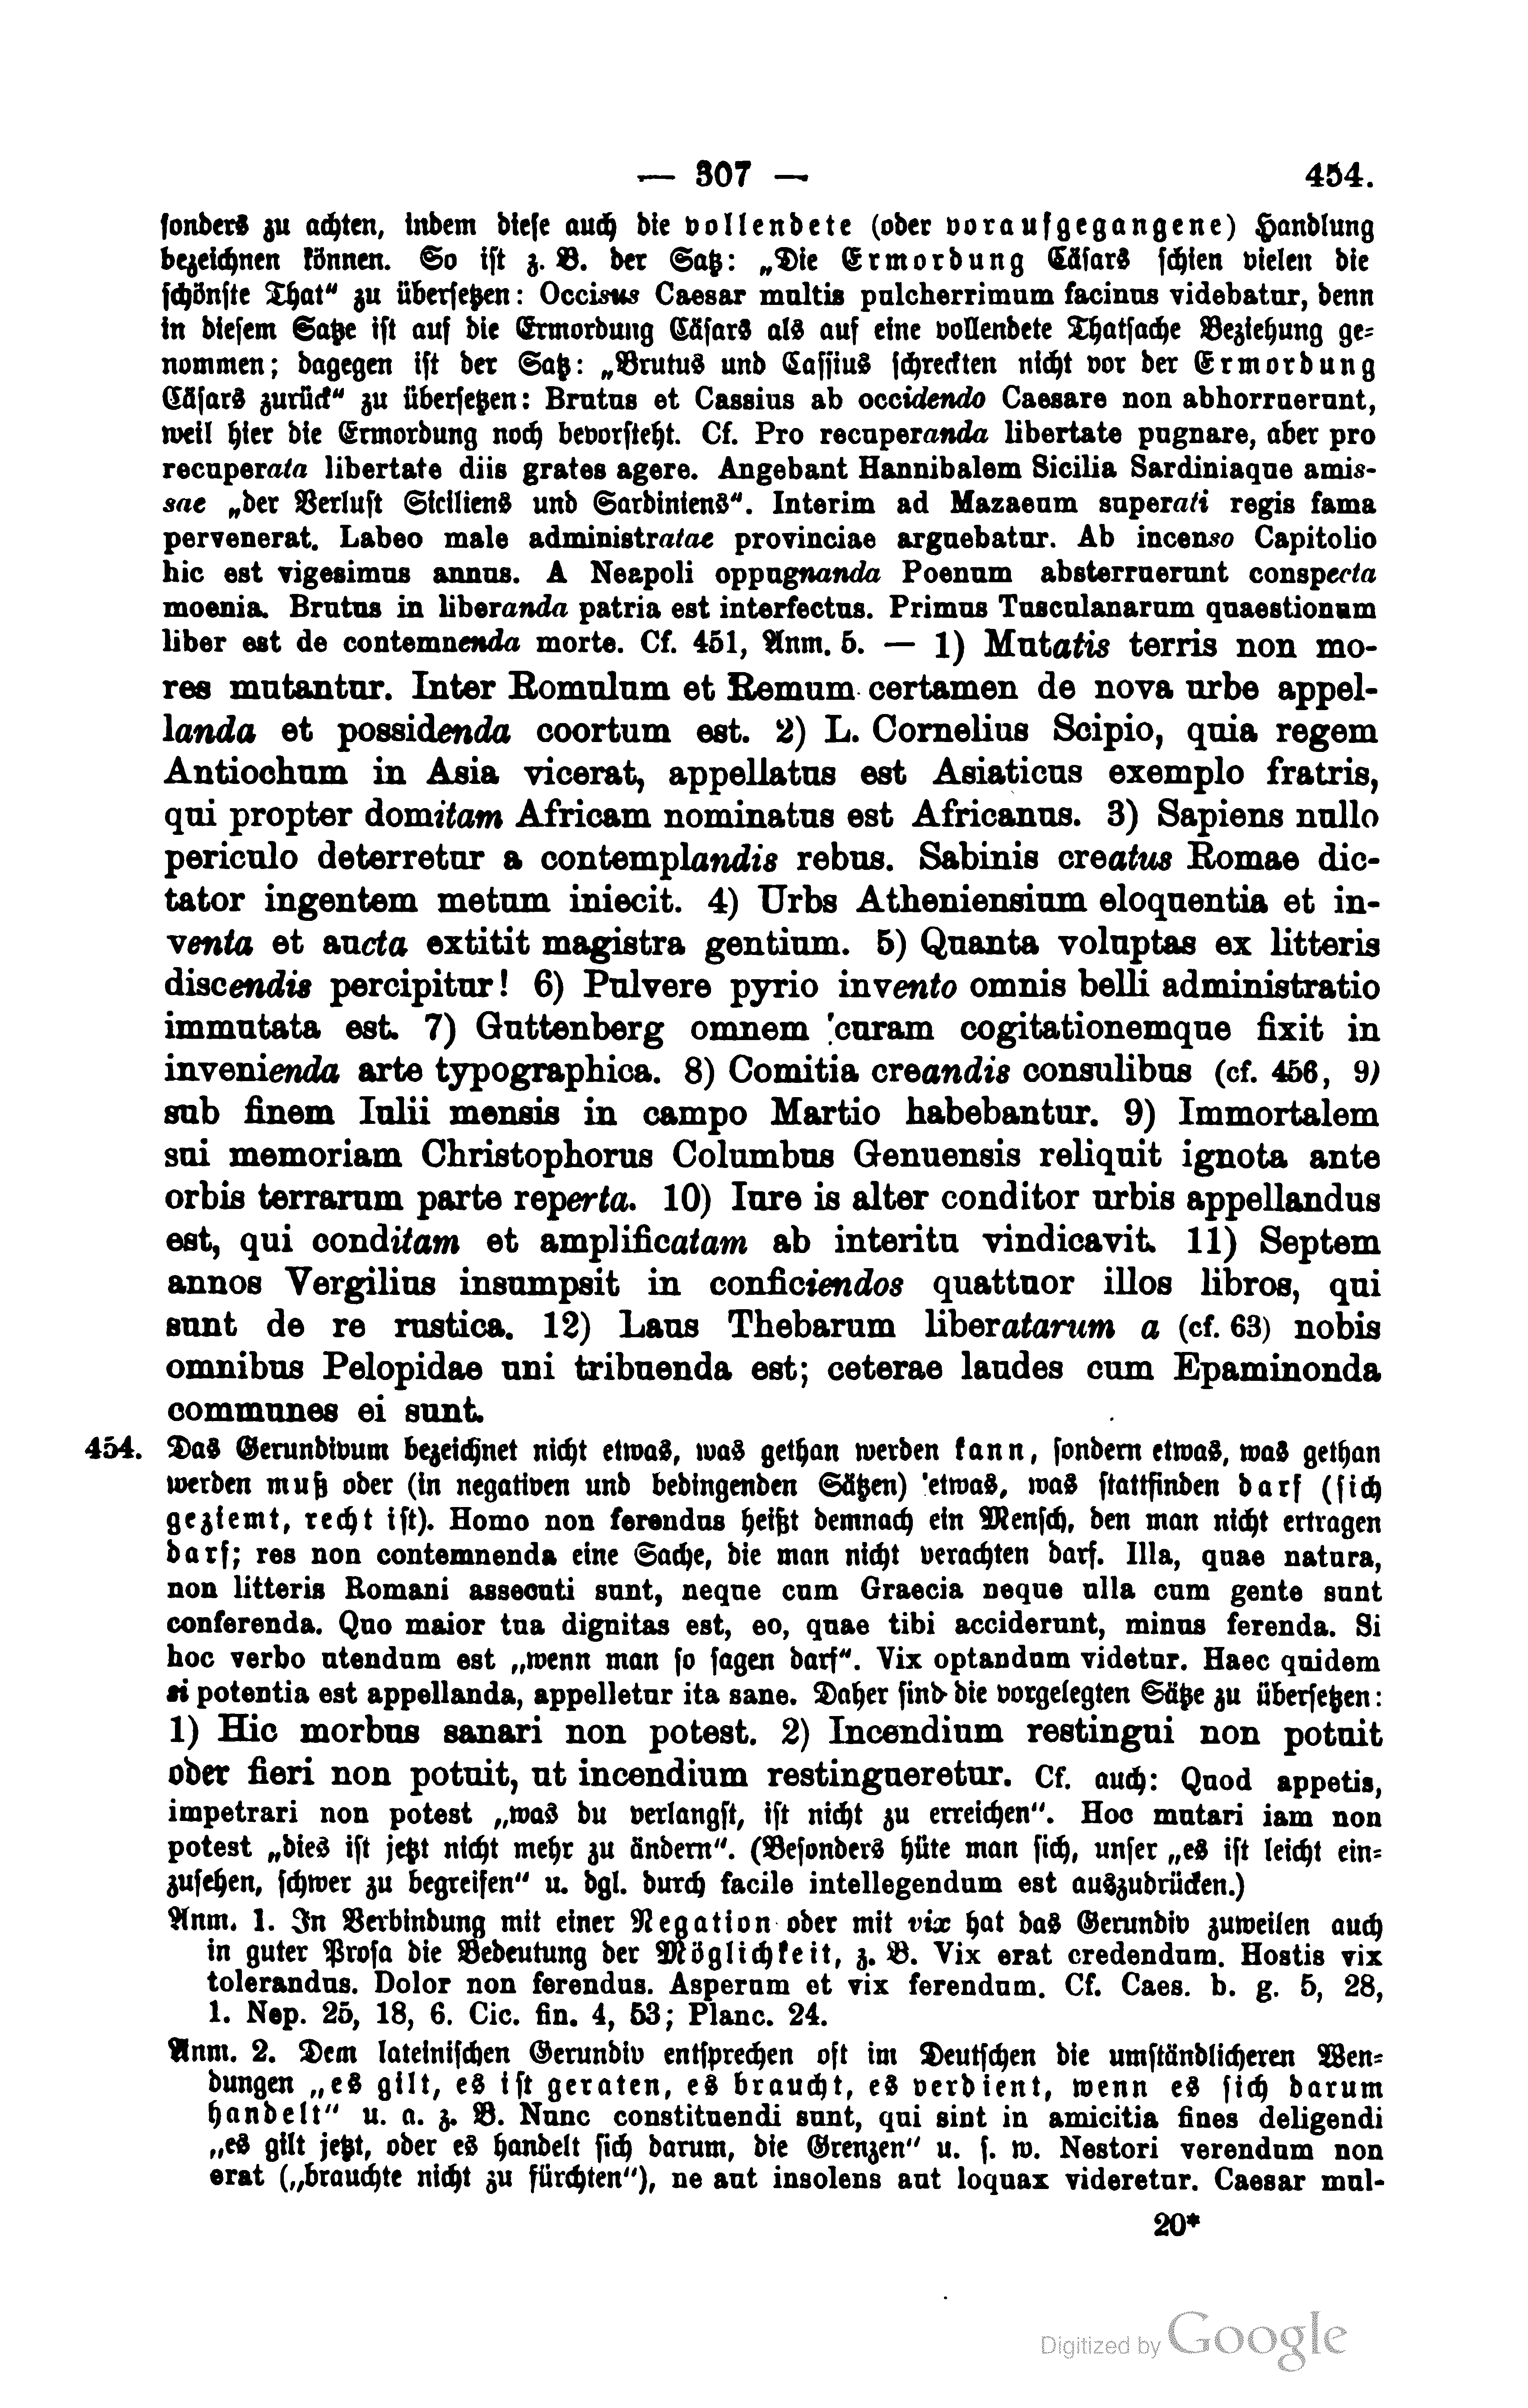 — 307 — 454.
sonders zu achten, indem diese auch die vollendete (oder voraufgegangene) Handlung
bezeichnen können. So ist z. B. der Satz: „Die Ermordung Cäsars schien vielen die
schönste That“ zu übersetzen: Occisus Caesar multis pulcherrimum facinus videbatur, denn
in diesem Satze ist auf die Ermordung Cäsars als auf eine vollendete Thatsache Beziehung ge-
nommen; dagegen ist der Satz: „Brutus und Cassius schreckten nicht vor der Ermordung
Cäsars zurück“ zu übersetzen: Brutus et Cassius ab occidendo Caesare non abhorruerunt,
weil hier die Ermordung noch bevorsteht. Cf. Pro recuperanda libertate pugnare, aber pro
recuperata libertate diis grates agere. Angebant Hannibalem Sicilia Sardiniaque amis-
sae „der Verlust Siciliens und Sardiniens“. Interim ad Mazaeum superati regis fama
pervenerat. Labeo male administratae provinciae arguebatur. Ab incenso Capitolio
hic est vigesimus annus. A Neapoli oppugnanda Poenum absterruerunt conspecta
moenia. Brutus in liberanda patria est interfectus. Primus Tusculanarum quaestionum
liber est de contemnenda morte. Cf. 451, Anm. 5. — 1) Mutatis terris non mo-
res mutantur. Inter Romulum et Remum certamen de nova urbe appel-
landa et possidenda coortum est. 2) L. Cornelius Scipio, quia regem
Antiochum in Asia vicerat, appellatus est Asiaticus exemplo fratris,
qui propter domitam Africam nominatus est Africanus. 3) Sapiens nullo
periculo deterretur a contemplandis rebus. Sabinis creatus Romae dic-
tator ingentem metum iniecit. 4) Urbs Atheniensium eloquentia et in-
venta et aucta extitit magistra gentium. 5) Quanta voluptas ex litteris
discendis percipitur! 6) Pulvere pyrio invento omnis belli administratio
immutata est. 7) Guttenberg omnem curam cogitationemque fixit in
invenienda arte typographica. 8) Comitia creandis consulibus (cf. 456, 9)
sub finem Iulii mensis in campo Martio habebantur. 9) Immortalem
sui memoriam Christophorus Columbus Genuensis reliquit ignota ante
orbis terrarum parte reperta. 10) Iure is alter conditor urbis appellandus
est, qui conditam et amplificatam ab interitu vindicavit. 11) Septem
annos Vergilius insumpsit in conficiendos quattuor illos libros, qui
sunt de re rustica. 12) Laus Thebarum liberatarum a (cf. 63) nobis
omnibus Pelopidae uni tribuenda est; ceterae laudes cum Epaminonda
communes ei sunt.
454. Das Gerundivum bezeichnet nicht etwas, was gethan werden kann, sondern etwas, was gethan
werden muß oder (in negativen und bedingenden Sätzen) etwas, was stattfinden darf (sich
geziemt, recht ist). Homo non ferendus heißt demnach ein Mensch, den man nicht ertragen
darf; res non contemnenda eine Sache, die man nicht verachten darf. Illa, quae natura,
non litteris Romani assecuti sunt, neque cum Graecia neque ulla cum gente sunt
conferenda. Quo maior tua dignitas est, eo, quae tibi acciderunt, minus ferenda. Si
hoc verbo utendum est „wenn man so sagen darf“. Vix optandum videtur. Haec quidem
si potentia est appellanda, appelletur ita sane. Daher sind die vorgelegten Sätze zu übersetzen:
1) Hic morbus sanari non potest. 2) Incendium restingui non potuit
oder fieri non potuit, ut incendium restingueretur. Cf. auch: Quod appetis,
impetrari non potest „was du verlangst, ist nicht zu erreichen“. Hoc mutari iam non
potest „dies ist jetzt nicht mehr zu ändern“. (Besonders hüte man sich, unser „es ist leicht ein-
zusehen, schwer zu begreifen“ u. dgl. durch facile intellegendum est auszudrücken.)
Anm. 1. In Verbindung mit einer Negation oder mit vix hat das Gerundiv zuweilen auch
in guter Prosa die Bedeutung der Möglichkeit, z. B. Vix erat credendum. Hostis vix
tolerandus. Dolor non ferendus. Asperum et vix ferendum. Cf. Caes. b. g. 5, 28,
1. Nep. 25, 18, 6. Cic. fin. 4, 53; Planc. 24.
Anm. 2. Dem lateinischen Gerundiv entsprechen oft im Deutschen die umständlicheren Wen-
dungen „es gilt, es ist geraten, es braucht, es verdient, wenn es sich darum
handelt“ u. a. z. B. Nunc constituendi sunt, qui sint in amicitia fines deligendi
„es gilt jetzt, oder es handelt sich darum, die Grenzen“ u. s. w. Nestori verendum non
erat („brauchte nicht zu fürchten“), ne aut insolens aut loquax videretur. Caesar mul-
20*
Digitized by Google